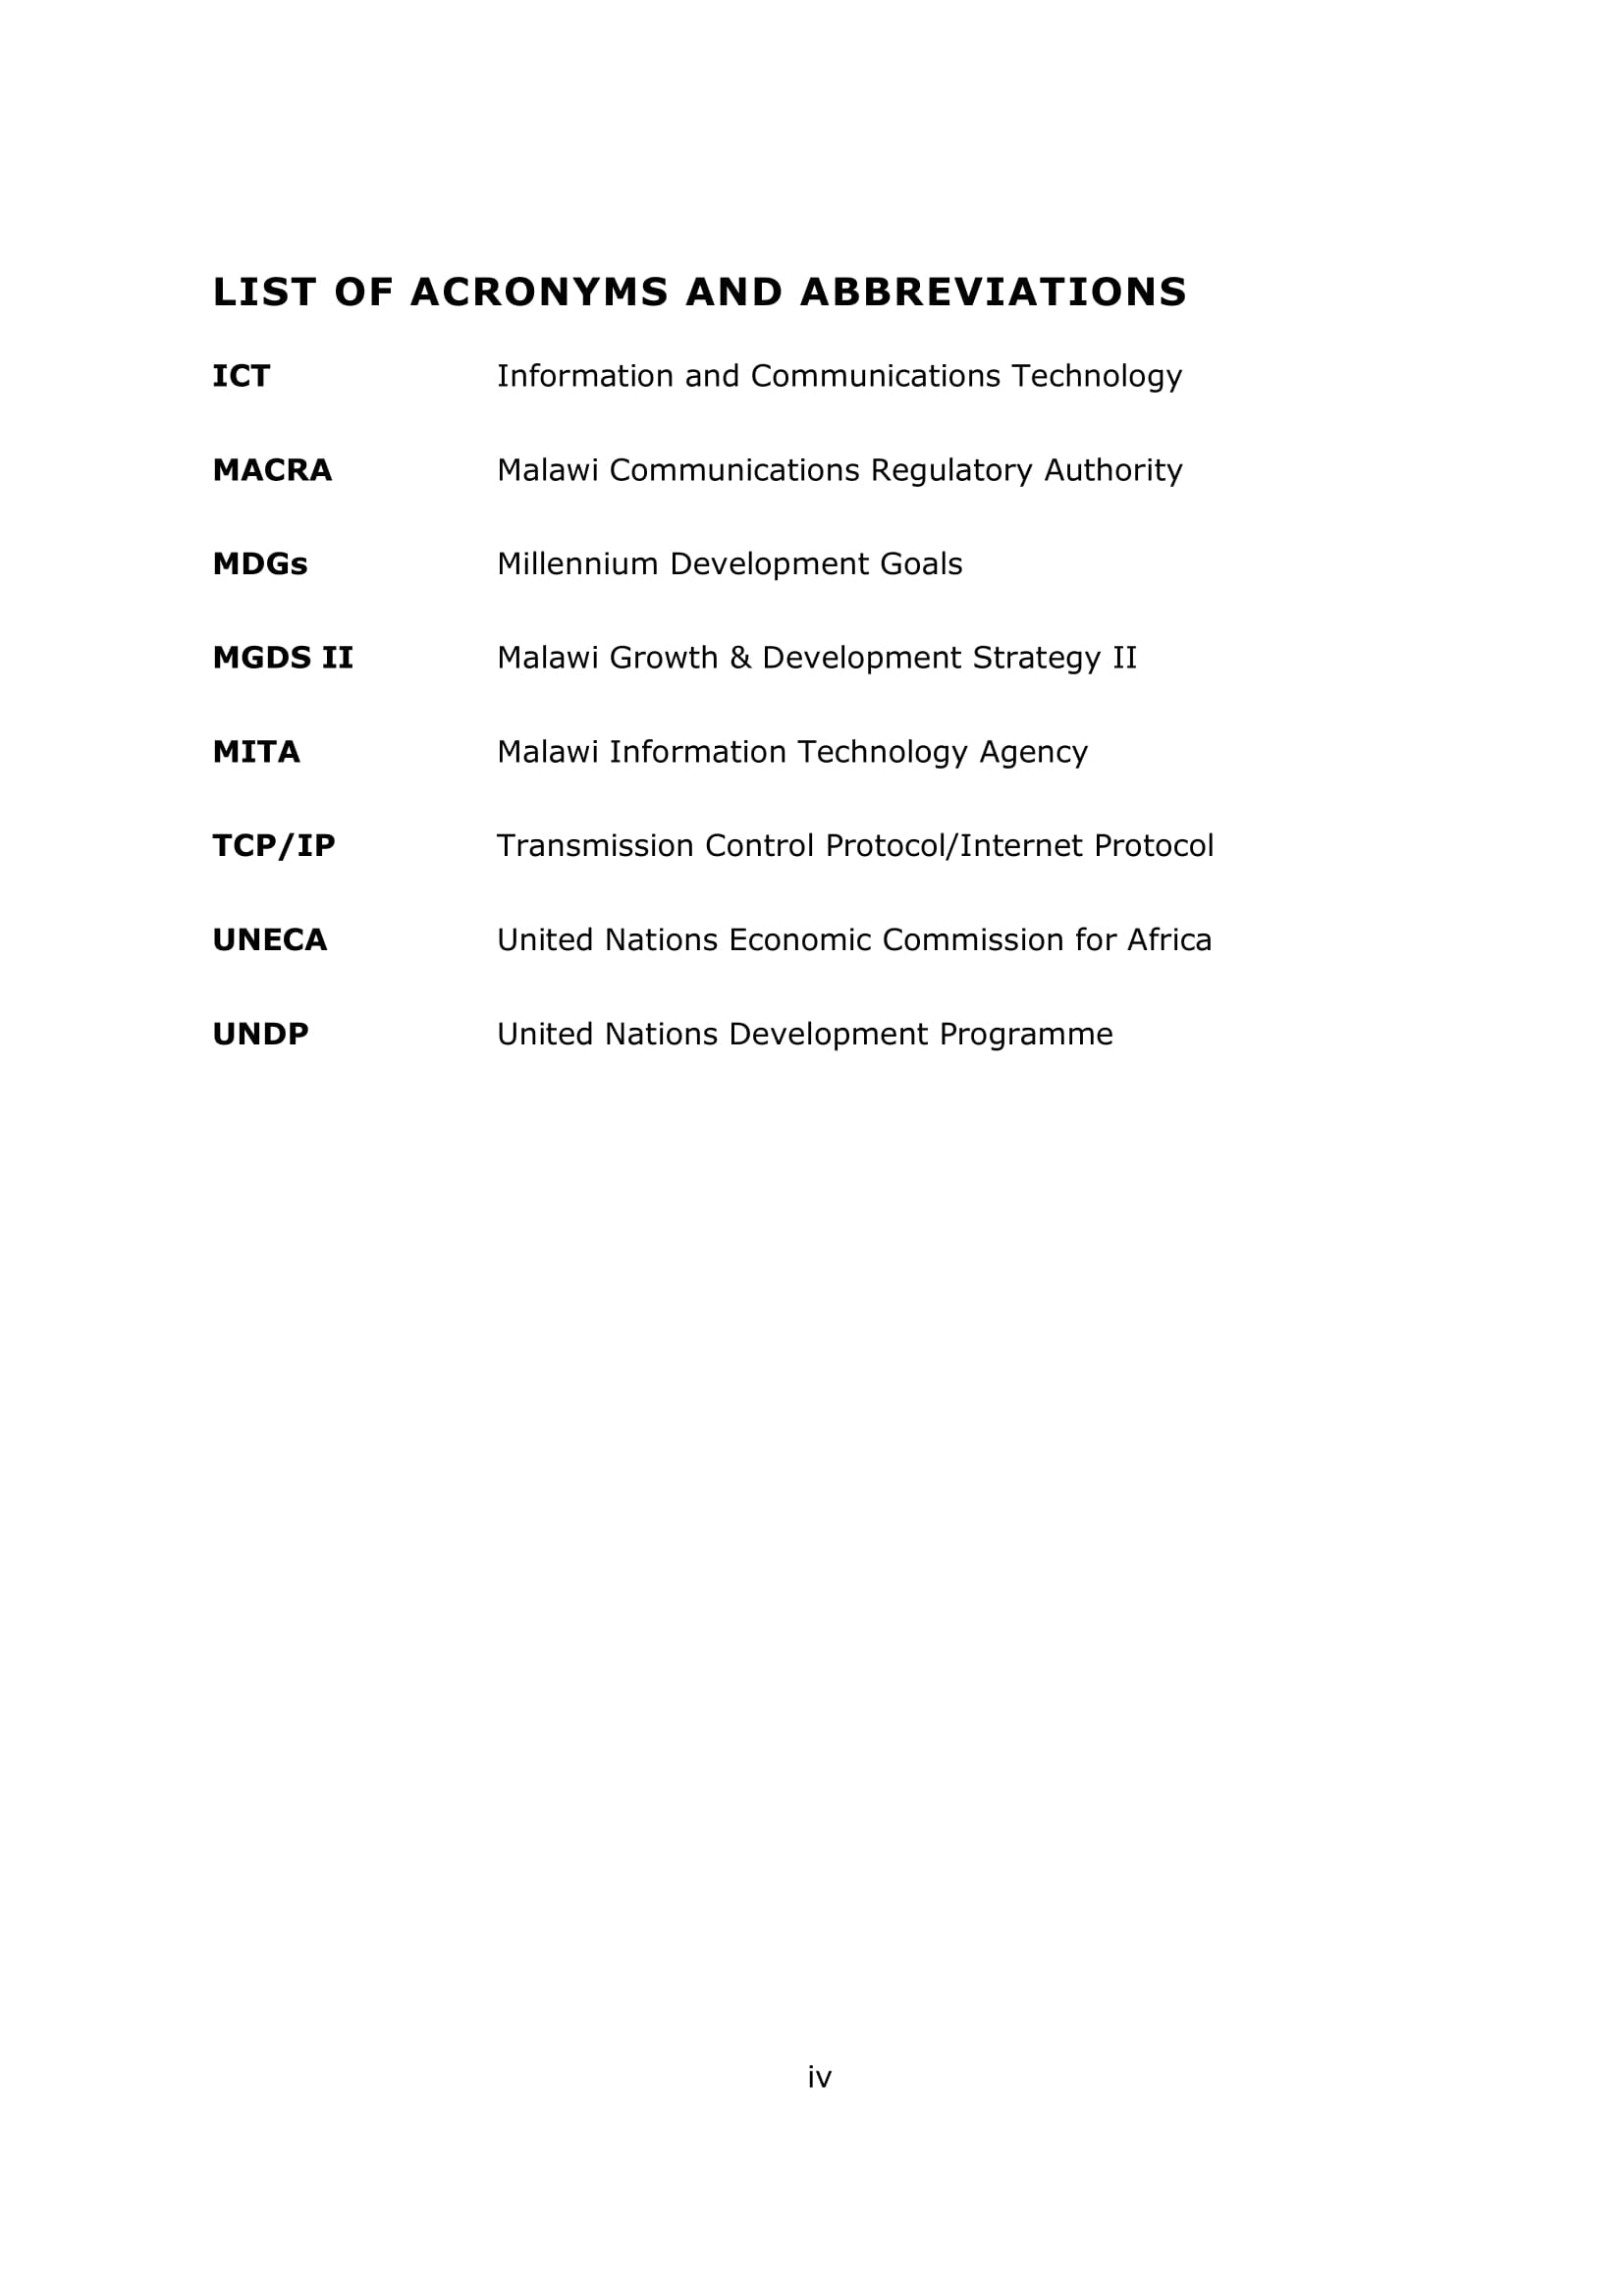 LIST OF ACRONYMS AND ABBREVIATIONS
ICT Information and Communications Technology
MACRA Malawi Communications Regulatory Authority
MDGs Millennium Development Goals
MGDS II Malawi Growth & Development Strategy II
MITA Malawi Information Technology Agency
TCP/IP Transmission Control Protocol/Internet Protocol
UNECA United Nations Economic Commission for Africa
UNDP United Nations Development Programme
iv